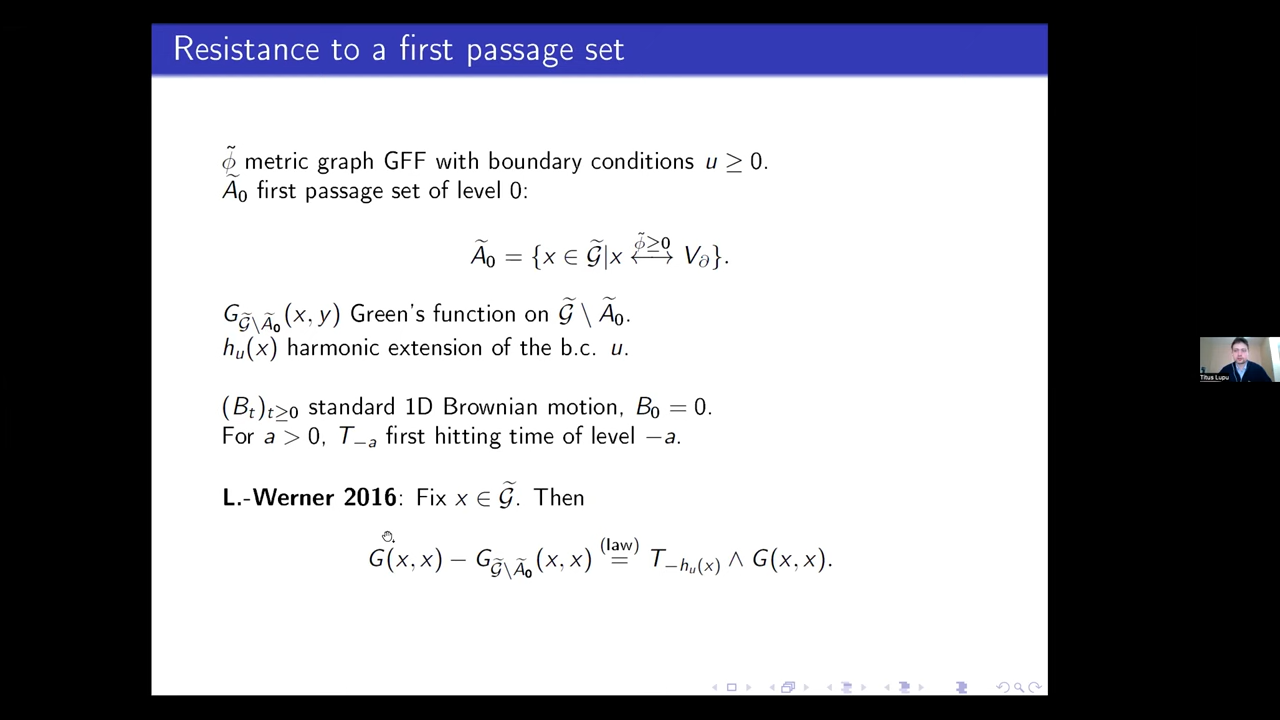 Resistance to a first passage set
ϕ̃ metric graph GFF with boundary conditions u ≥ 0.
Ã₀ first passage set of level 0:
Ã₀ = {x ∈ G̃|x ⟷^{ϕ̃≥0} V_∂}.
G_{G̃\Ã₀}(x, y) Green's function on G̃ \ Ã₀.
h_u(x) harmonic extension of the b.c. u.
(B_t)_{t≥0} standard 1D Brownian motion, B₀ = 0.
For a > 0, T_{−a} first hitting time of level −a.
L.-Werner 2016: Fix x ∈ G̃. Then
G(x, x) − G_{G̃\Ã₀}(x, x) =^{(law)} T_{−h_u(x)} ∧ G(x, x).
Titus Lupu